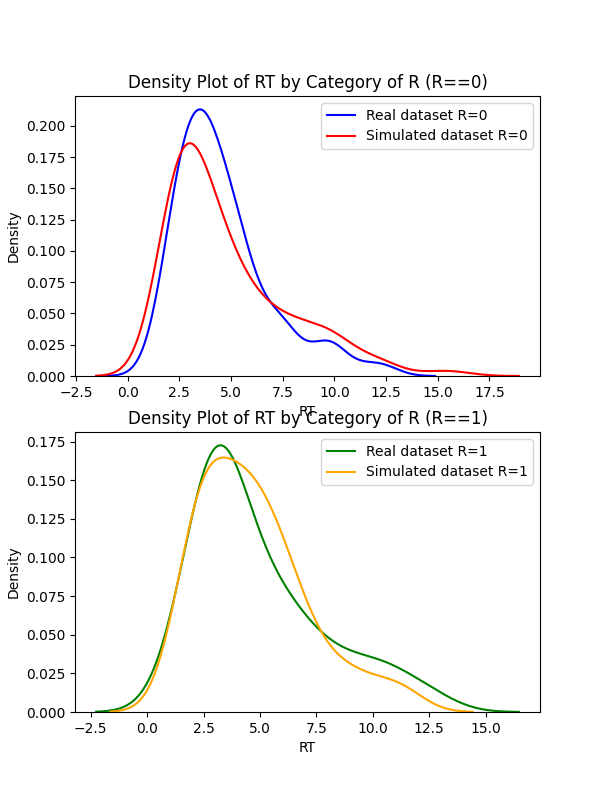 Density Plot of RT by Category of R (R==0)
Real dataset R=0
Simulated dataset R=0
Density
0.200
0.175
0.150
0.125
0.100
0.075
0.050
0.025
0.000
−2.5 0.0 2.5 5.0 7.5 10.0 12.5 15.0 17.5
RT
Density Plot of RT by Category of R (R==1)
Real dataset R=1
Simulated dataset R=1
Density
0.175
0.150
0.125
0.100
0.075
0.050
0.025
0.000
−2.5 0.0 2.5 5.0 7.5 10.0 12.5 15.0
RT